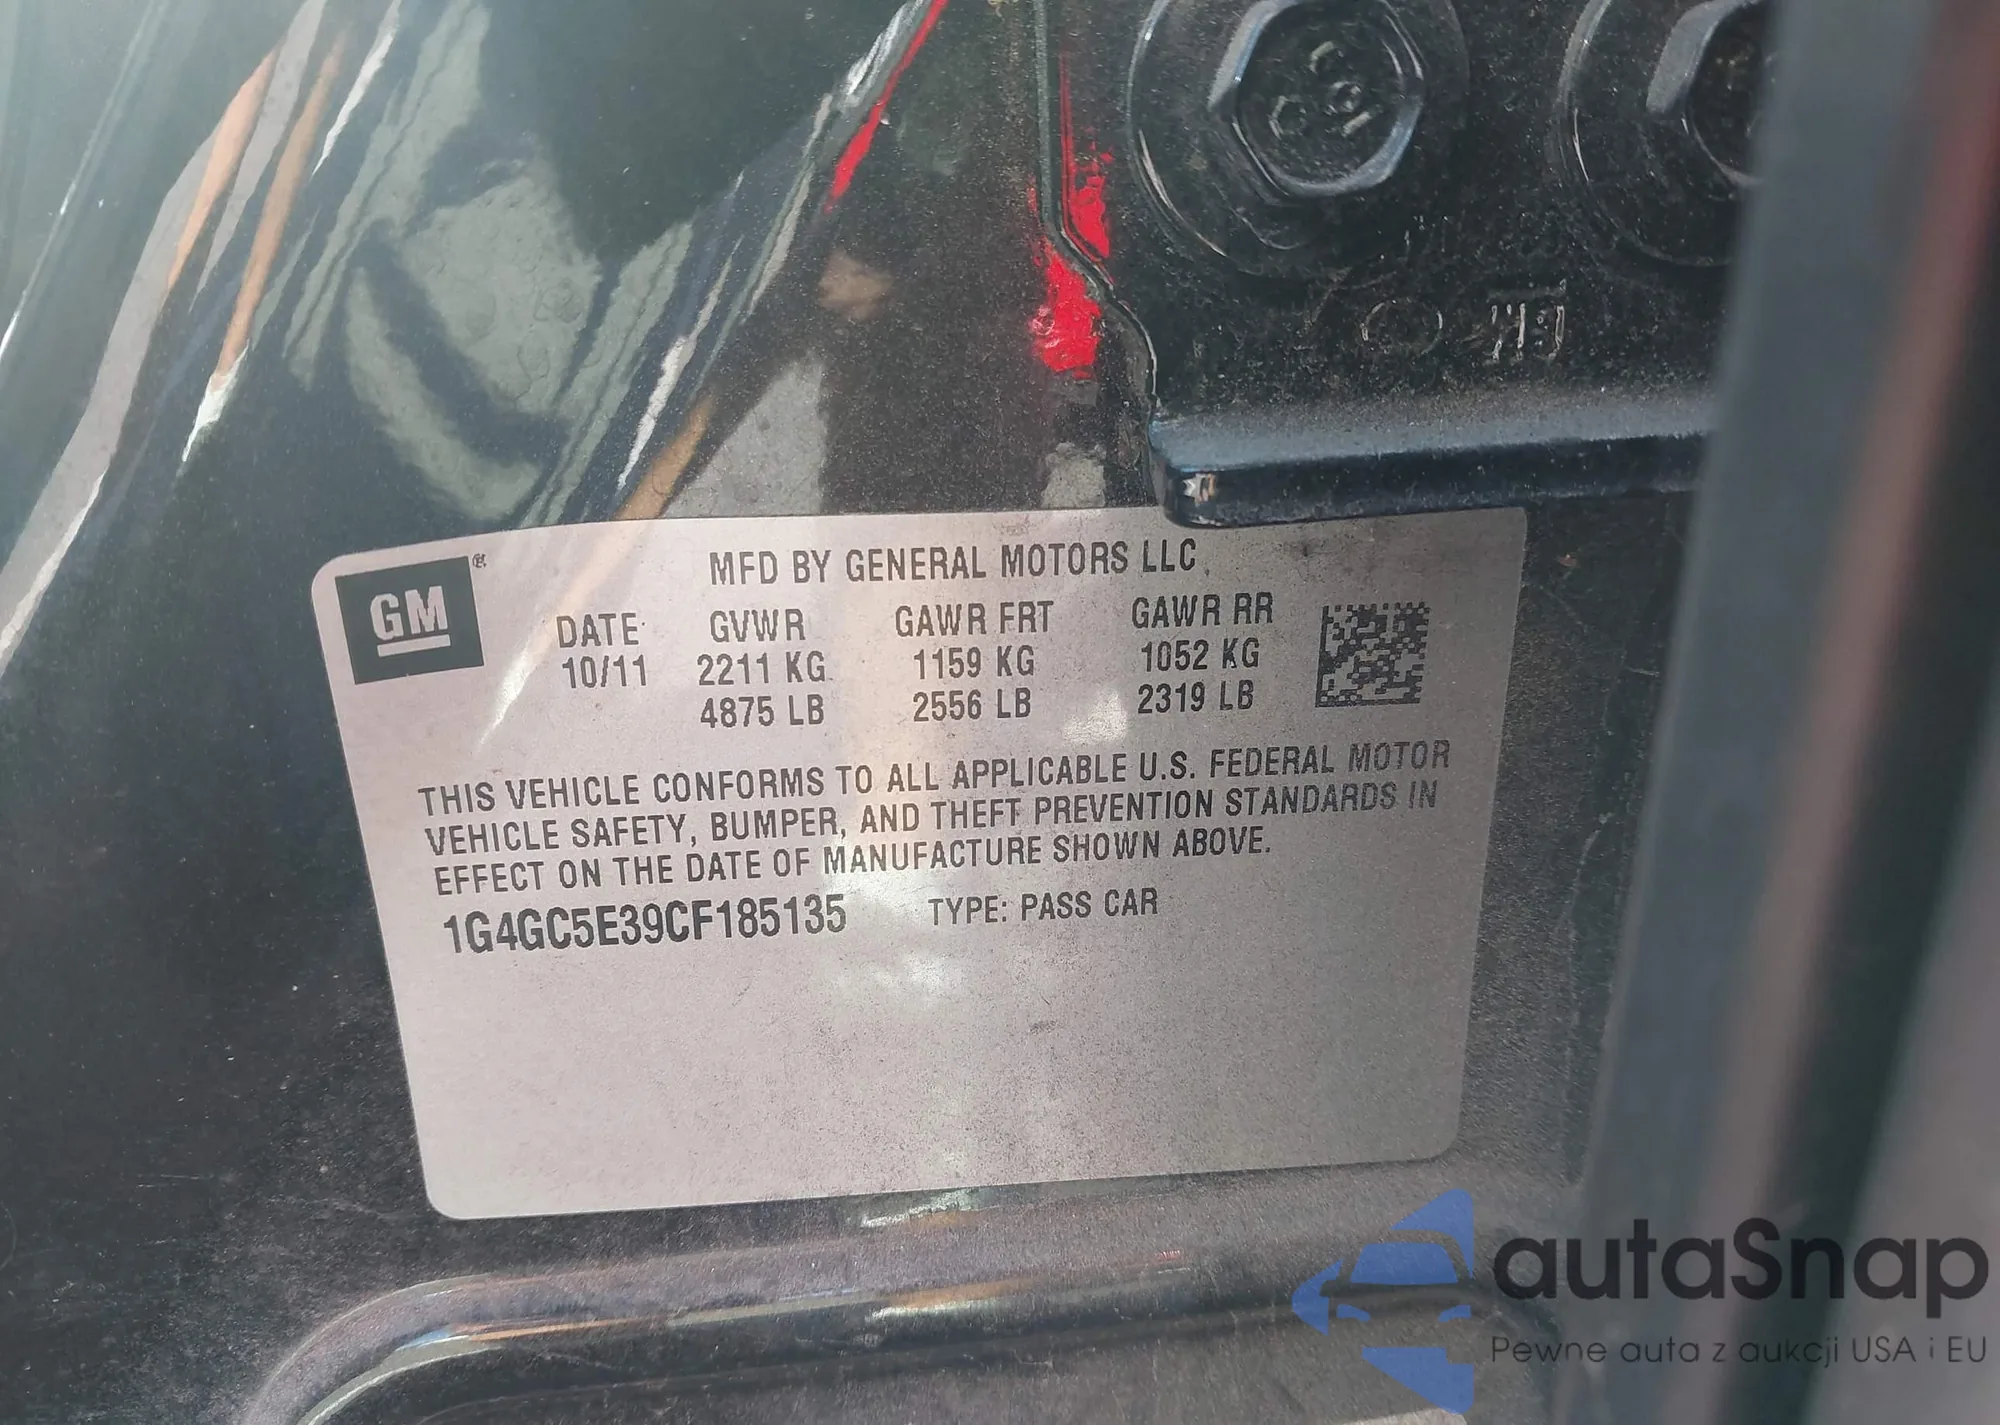 GM
MFD BY GENERAL MOTORS LLC
DATE GVWR GAWR FRT GAWR RR
10/11 2211 KG 1159 KG 1052 KG
4875 LB 2556 LB 2319 LB
THIS VEHICLE CONFORMS TO ALL APPLICABLE U.S. FEDERAL MOTOR
VEHICLE SAFETY, BUMPER, AND THEFT PREVENTION STANDARDS IN
EFFECT ON THE DATE OF MANUFACTURE SHOWN ABOVE.
1G4GC5E39CF185135 TYPE: PASS CAR
autaSnap
Pewne auta z aukcji USA i EU